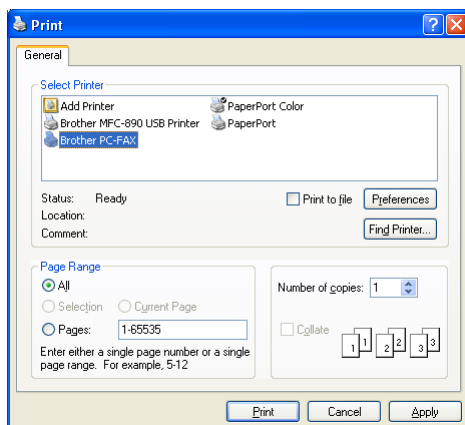 Print
General
Select Printer
Add Printer
PaperPort Color
Brother MFC-890 USB Printer
PaperPort
Brother PC-FAX
Status: Ready
Print to file
Preferences
Location:
Comment:
Find Printer...
Page Range
All
Selection
Current Page
Pages: 1-65535
Enter either a single page number or a single
page range. For example, 5-12
Number of copies: 1
Collate
1 1 2 2 3 3
Print Cancel Apply